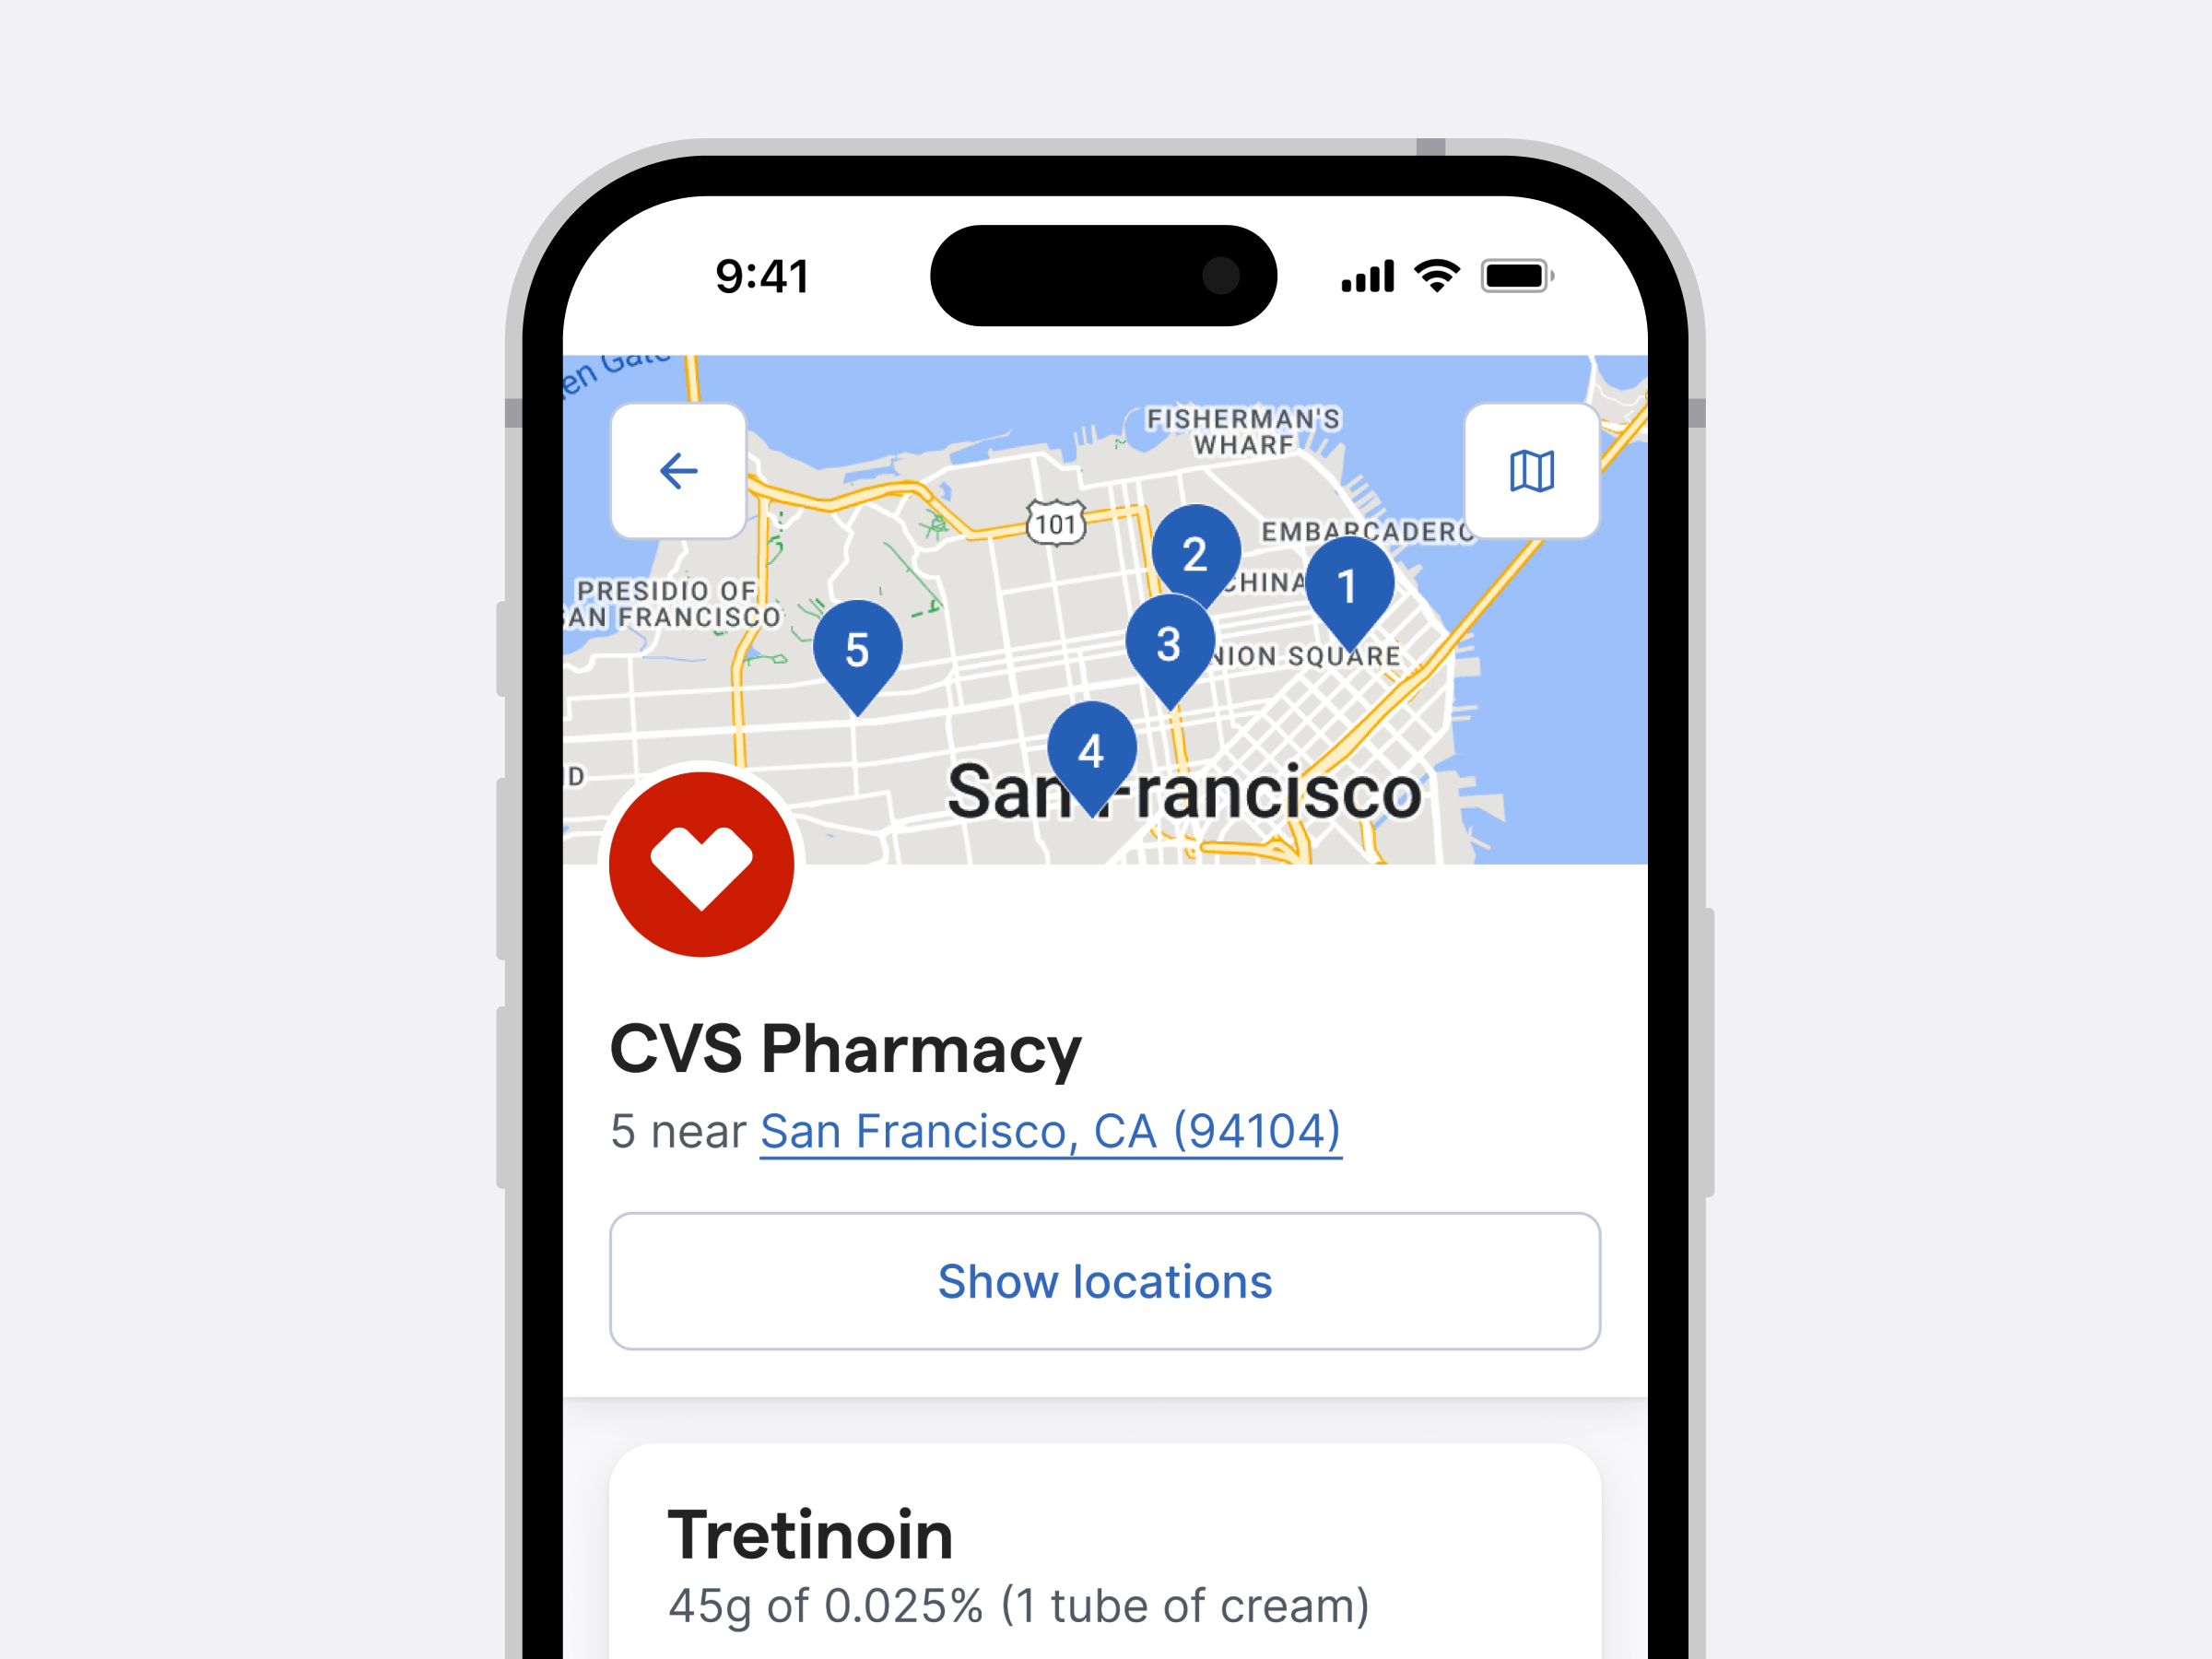 9:41
en Gate
FISHERMAN'S
WHARF
101
EMBARCADERO
2
1
CHINA
PRESIDIO OF
SAN FRANCISCO
5
3
NION SQUARE
4
San Francisco
D
CVS Pharmacy
5 near San Francisco, CA (94104)
Show locations
Tretinoin
45g of 0.025% (1 tube of cream)